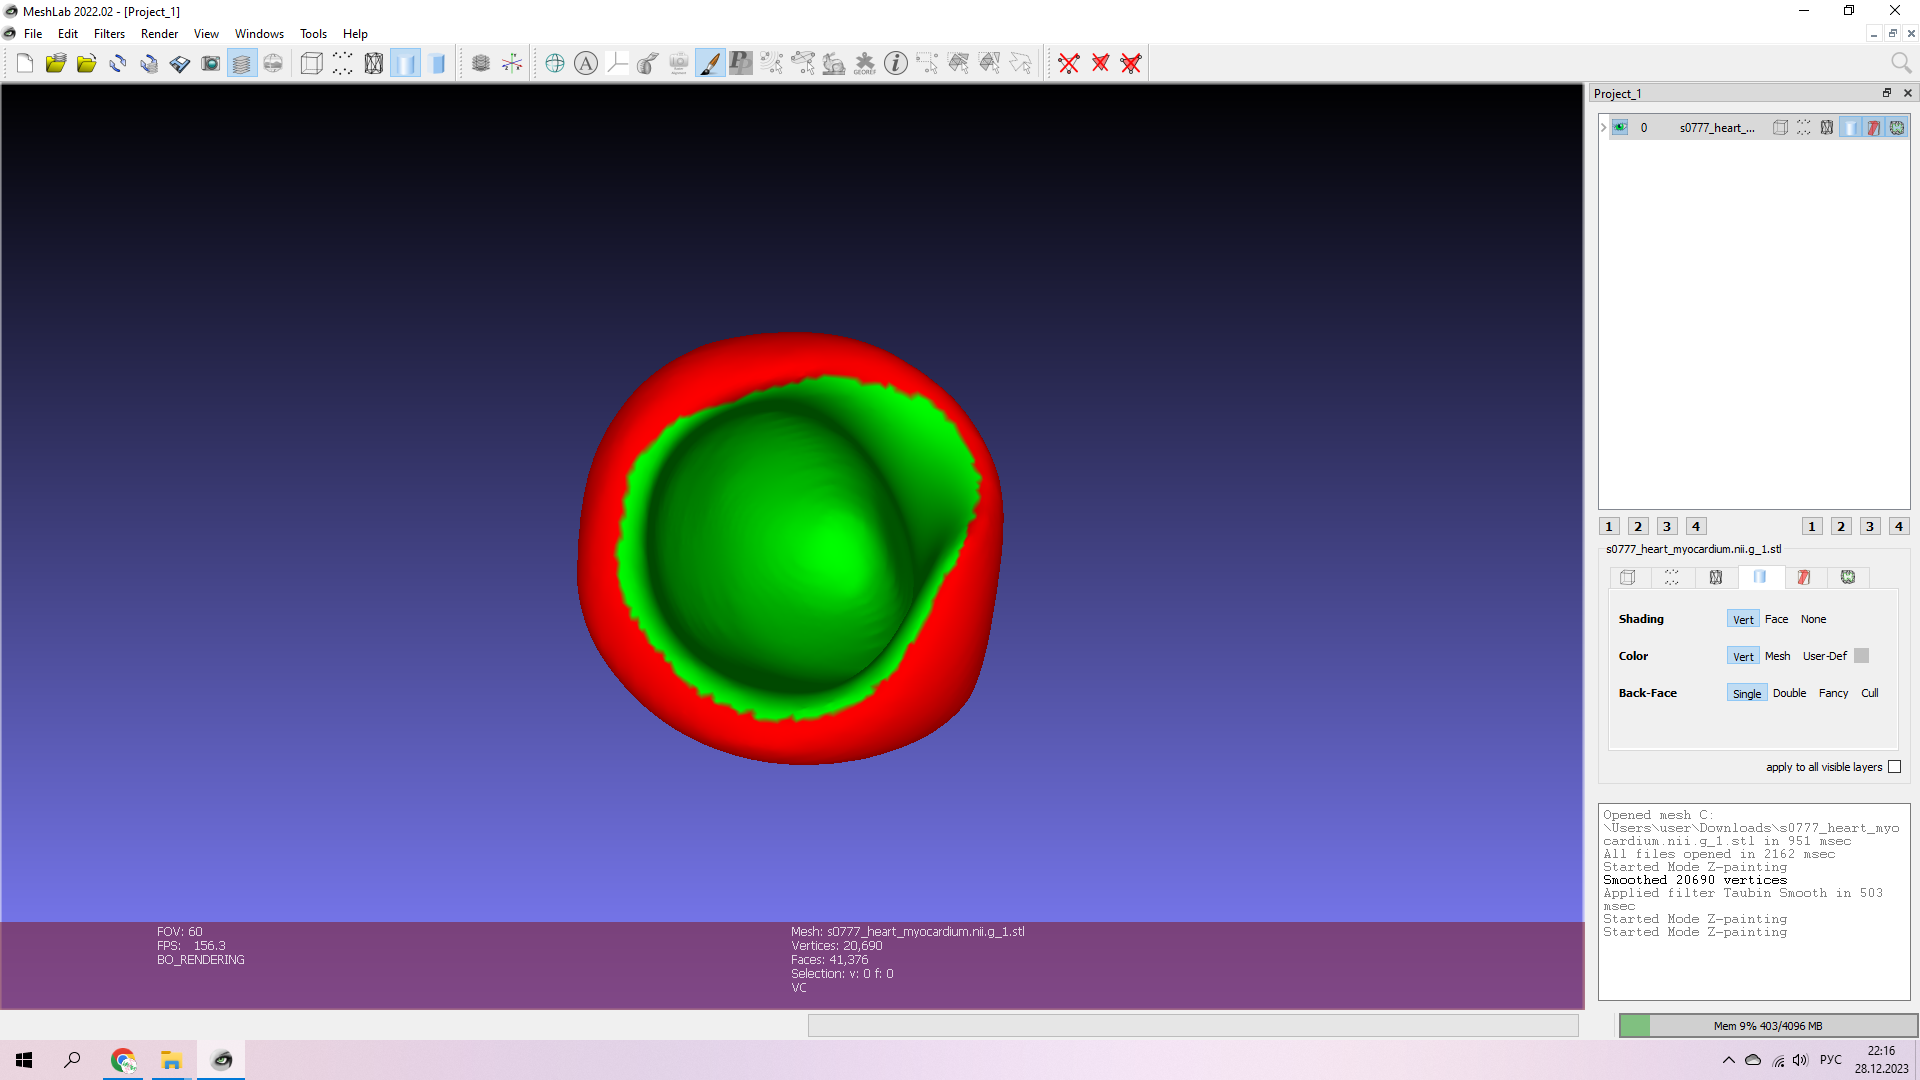 MeshLab 2022.02 - [Project_1]
File Edit Filters Render View Windows Tools Help
A
PP
GEOREF
i
Project_1
0 s0777_heart_...
1 2 3 4 1 2 3 4
s0777_heart_myocardium.nii.g_1.stl
Shading Vert Face None
Color Vert Mesh User-Def
Back-Face Single Double Fancy Cull
apply to all visible layers
Opened mesh C:
\Users\user\Downloads\s0777_heart_myo
cardium.nii.g_1.stl in 951 msec
All files opened in 2162 msec
Started Mode Z-painting
Smoothed 20690 vertices
Applied filter Taubin Smooth in 503
msec
Started Mode Z-painting
Started Mode Z-painting
FOV: 60
FPS: 156.3
BO_RENDERING
Mesh: s0777_heart_myocardium.nii.g_1.stl
Vertices: 20,690
Faces: 41,376
Selection: v: 0 f: 0
VC
Mem 9% 403/4096 MB
РУС
22:16
28.12.2023